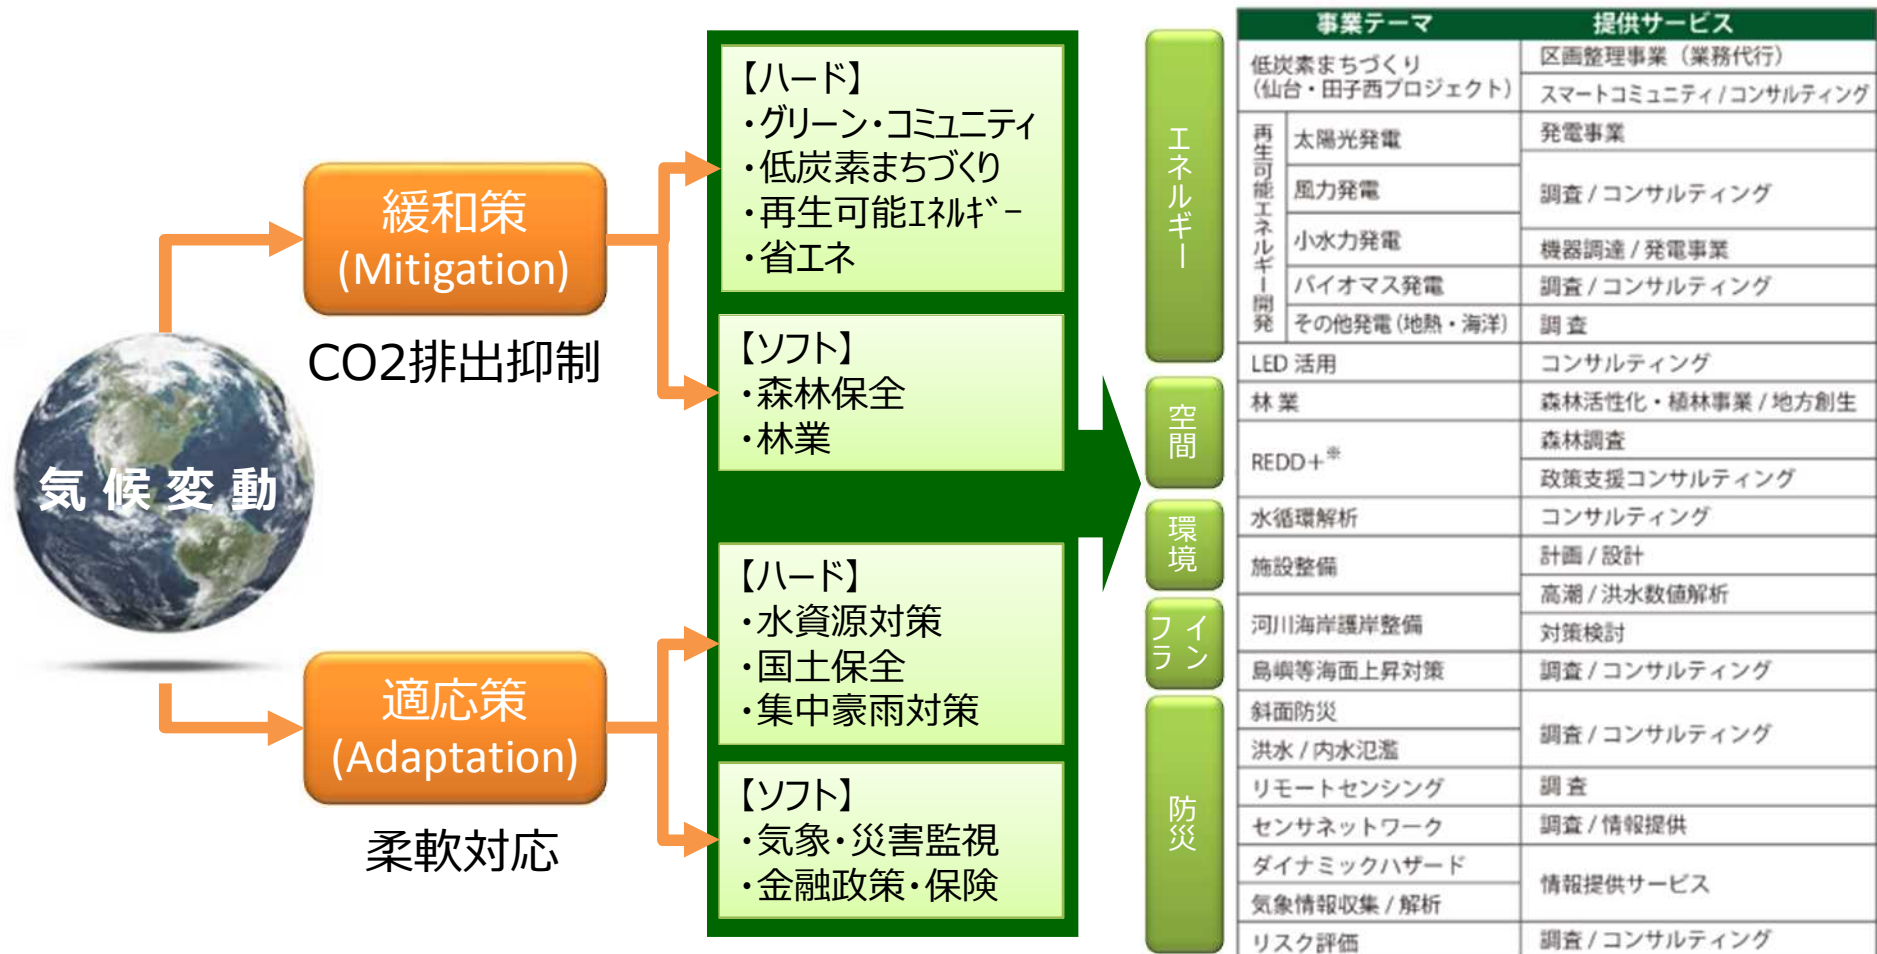 気候変動
緩和策
(Mitigation)
CO2排出抑制
適応策
(Adaptation)
柔軟対応
【ハード】
・グリーン・コミュニティ
・低炭素まちづくり
・再生可能ｴﾈﾙｷﾞｰ
・省エネ
【ソフト】
・森林保全
・林業
【ハード】
・水資源対策
・国土保全
・集中豪雨対策
【ソフト】
・気象・災害監視
・金融政策・保険
エネルギー
空間
環境
インフラ
防災
事業テーマ 提供サービス
低炭素まちづくり
(仙台・田子西プロジェクト)
区画整理事業（業務代行）
スマートコミュニティ / コンサルティング
再生可能エネルギー開発
太陽光発電 発電事業
風力発電 調査 / コンサルティング
小水力発電
機器調達 / 発電事業
バイオマス発電 調査 / コンサルティング
その他発電 (地熱・海洋) 調 査
LED 活用 コンサルティング
林 業 森林活性化・植林事業 / 地方創生
REDD+※ 森林調査
政策支援コンサルティング
水循環解析 コンサルティング
施設整備 計画 / 設計
高潮 / 洪水数値解析
河川海岸護岸整備
対策検討
島嶼等海面上昇対策 調査 / コンサルティング
斜面防災 調査 / コンサルティング
洪水 / 内水氾濫
リモートセンシング 調 査
センサネットワーク 調査 / 情報提供
ダイナミックハザード 情報提供サービス
気象情報収集 / 解析
リスク評価 調査 / コンサルティング